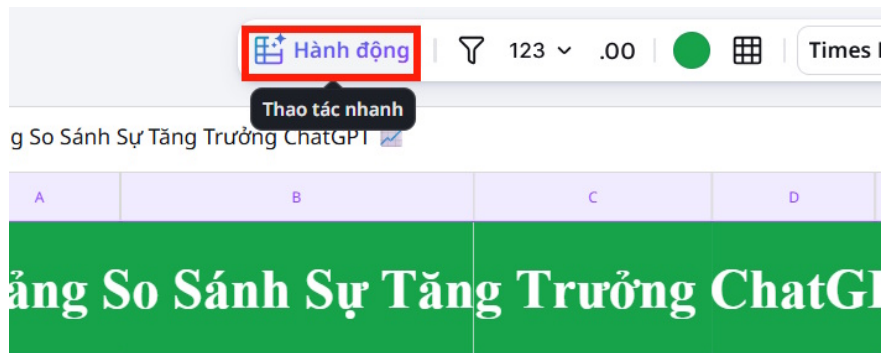 Hành động 123 .00 Times
Thao tác nhanh
g So Sánh Sự Tăng Trưởng ChatGPT
A B C D
ảng So Sánh Sự Tăng Trưởng ChatG